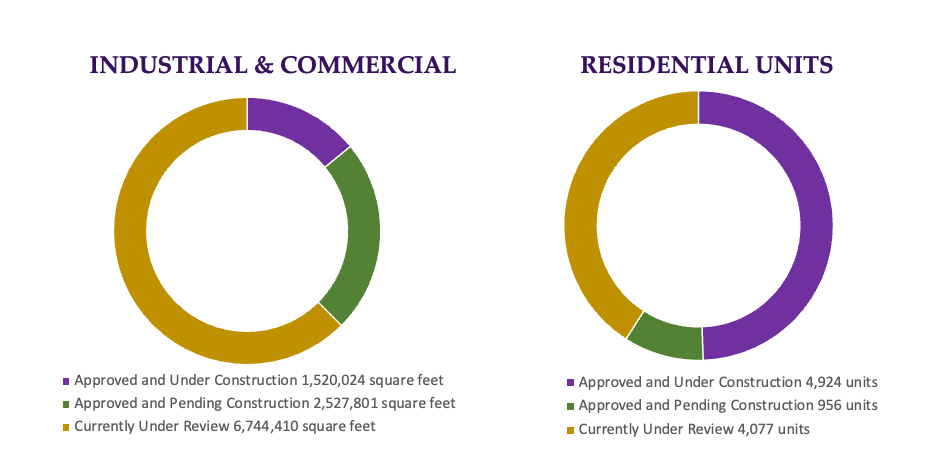 INDUSTRIAL & COMMERCIAL
Approved and Under Construction 1,520,024 square feet
Approved and Pending Construction 2,527,801 square feet
Currently Under Review 6,744,410 square feet
RESIDENTIAL UNITS
Approved and Under Construction 4,924 units
Approved and Pending Construction 956 units
Currently Under Review 4,077 units